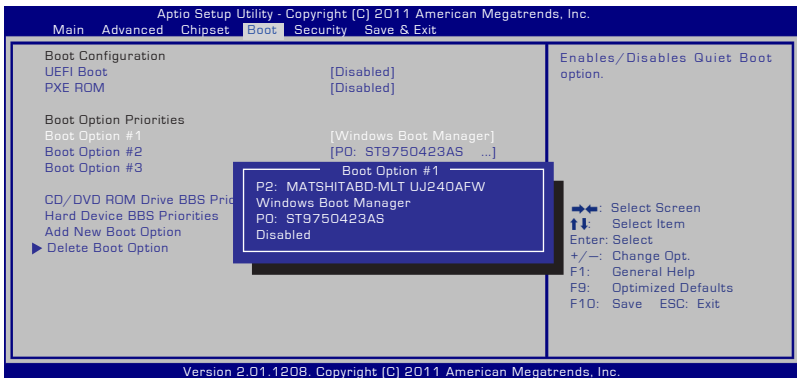 Aptio Setup Utility - Copyright (C) 2011 American Megatrends, Inc.
Main Advanced Chipset Boot Security Save & Exit
Boot Configuration
UEFI Boot [Disabled]
PXE ROM [Disabled]
Boot Option Priorities
Boot Option #1 [Windows Boot Manager]
Boot Option #2 [P0: ST9750423AS ...]
Boot Option #3
CD/DVD ROM Drive BBS
Hard Device BBS Priorities
Add New Boot Option
Delete Boot Option
Boot Option #1
P2: MATSHITABD-MLT UJ240AFW
Windows Boot Manager
P0: ST9750423AS
Disabled
Enables/Disables Quiet Boot
option.
→←: Select Screen
↑↓: Select Item
Enter: Select
+/—: Change Opt.
F1: General Help
F9: Optimized Defaults
F10: Save ESC: Exit
Version 2.01.1208. Copyright (C) 2011 American Megatrends, Inc.